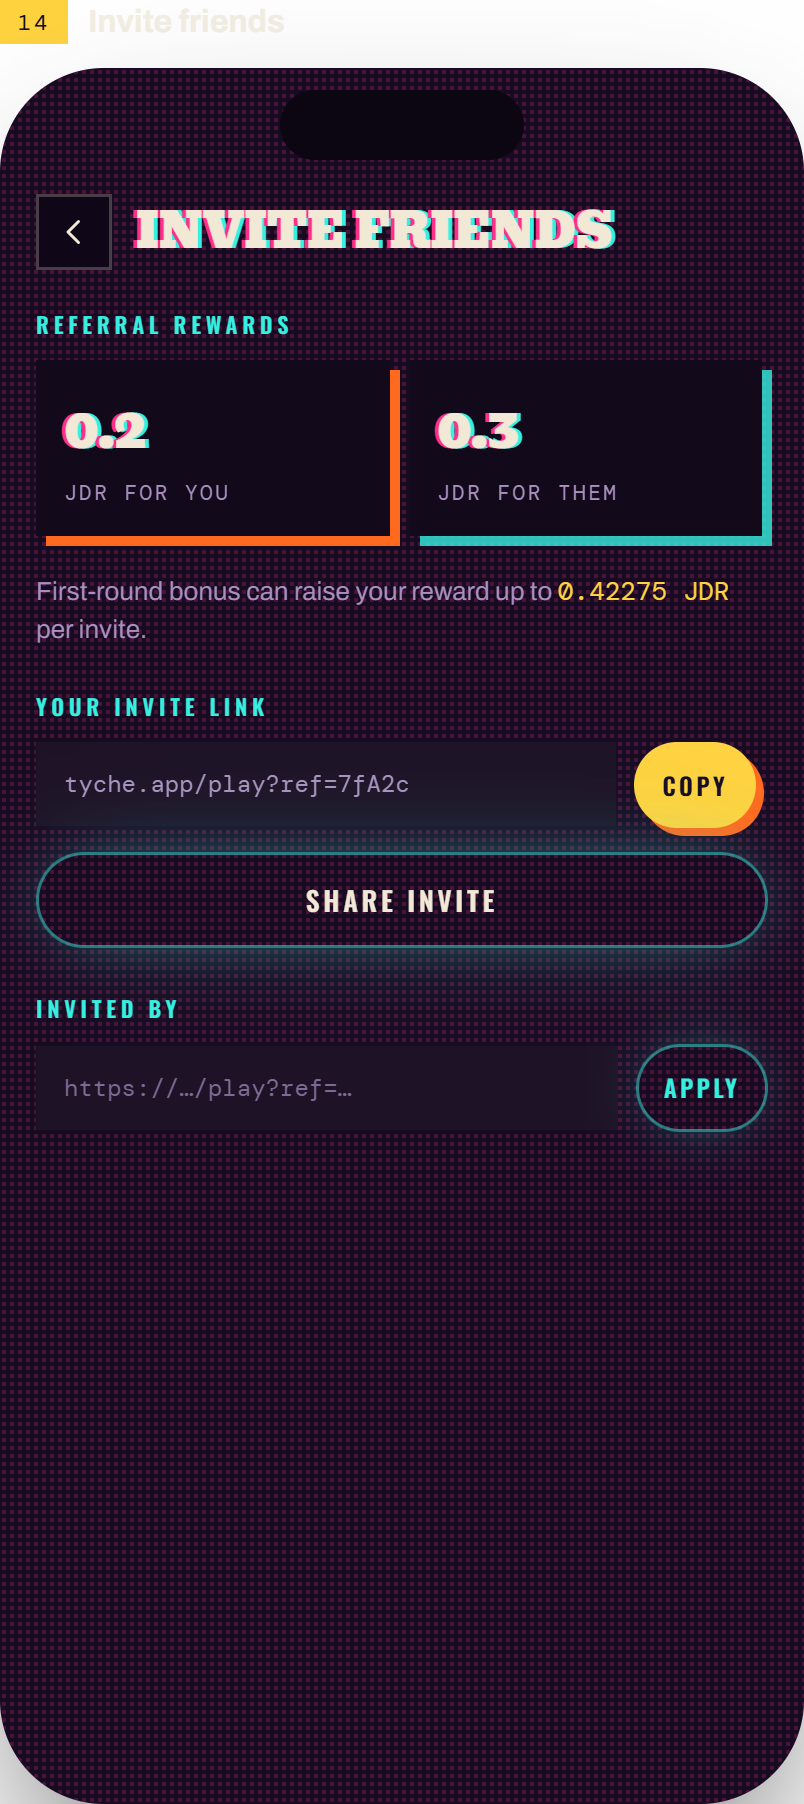 14
Invite friends
INVITE FRIENDS
REFERRAL REWARDS
0.2
JDR FOR YOU
0.3
JDR FOR THEM
First-round bonus can raise your reward up to 0.42275 JDR
per invite.
YOUR INVITE LINK
tyche.app/play?ref=7ƒA2c
COPY
SHARE INVITE
INVITED BY
https://…/play?ref=…
APPLY